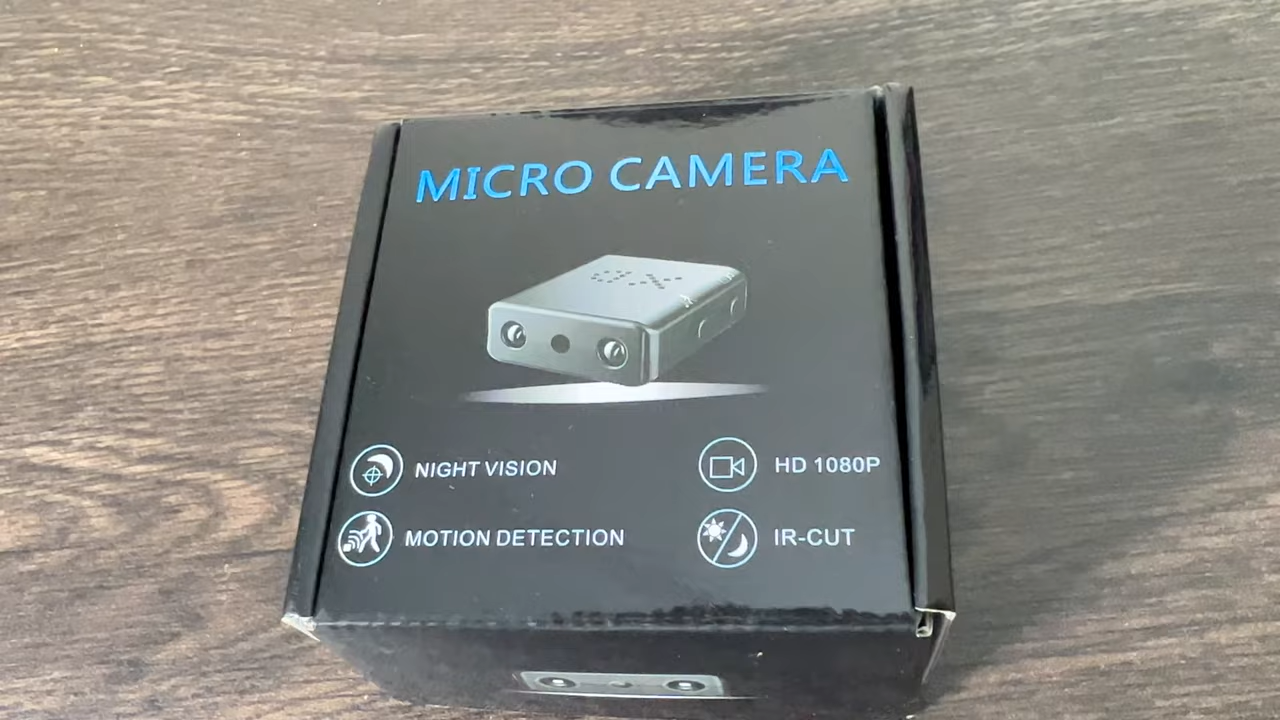 MICRO CAMERA
NIGHT VISION
HD 1080P
MOTION DETECTION
IR-CUT